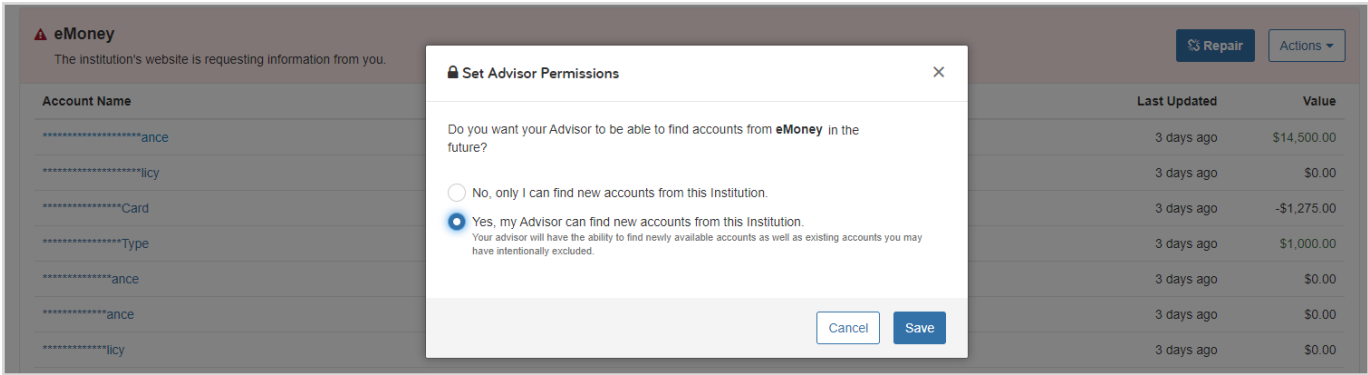 eMoney
The institution's website is requesting information from you.
Repair
Actions
Set Advisor Permissions
×
Do you want your Advisor to be able to find accounts from eMoney in the
future?
No, only I can find new accounts from this Institution.
Yes, my Advisor can find new accounts from this Institution.
Your advisor will have the ability to find newly available accounts as well as existing accounts you may
have intentionally excluded.
Cancel
Save
Account Name
Last Updated
Value
********************ance
3 days ago
$14,500.00
********************licy
3 days ago
$0.00
****************Card
3 days ago
-$1,275.00
****************Type
3 days ago
$1,000.00
**************ance
3 days ago
$0.00
*************ance
3 days ago
$0.00
*************licy
3 days ago
$0.00